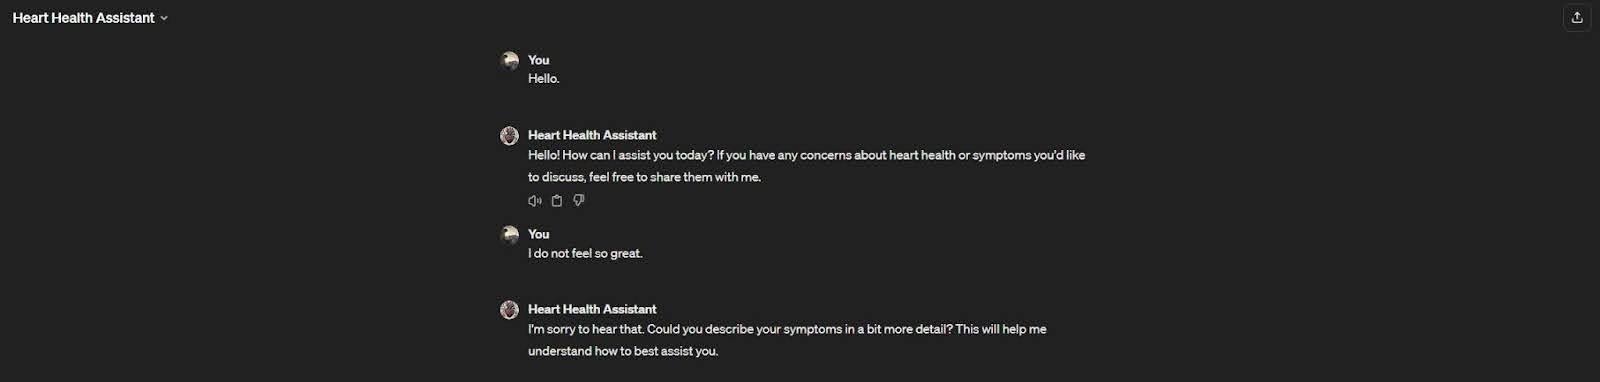 Heart Health Assistant
You
Hello.
Heart Health Assistant
Hello! How can I assist you today? If you have any concerns about heart health or symptoms you'd like
to discuss, feel free to share them with me.
You
I do not feel so great.
Heart Health Assistant
I'm sorry to hear that. Could you describe your symptoms in a bit more detail? This will help me
understand how to best assist you.